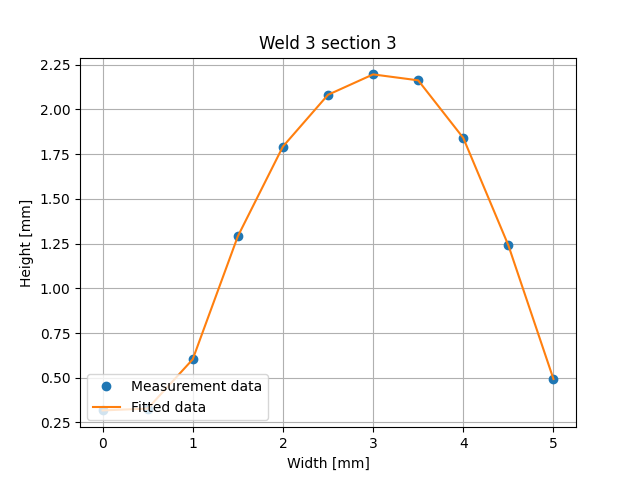 Weld 3 section 3
2.25
2.00
1.75
1.50
1.25
1.00
0.75
0.50
0.25
Height [mm]
Measurement data
Fitted data
0 1 2 3 4 5
Width [mm]